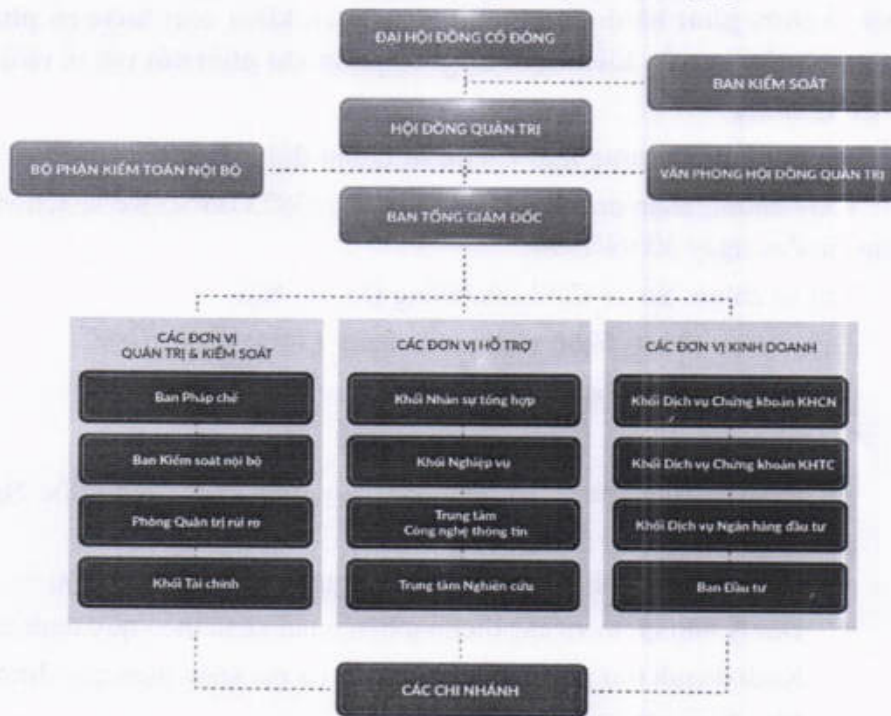 ĐẠI HỘI ĐỒNG CỔ ĐÔNG
BAN KIỂM SOÁT
HỘI ĐỒNG QUẢN TRỊ
BỘ PHẬN KIỂM TOÁN NỘI BỘ
VĂN PHÒNG HỘI ĐỒNG QUẢN TRỊ
BAN TỔNG GIÁM ĐỐC
CÁC ĐƠN VỊ
QUẢN TRỊ & KIỂM SOÁT
Ban Pháp chế
Ban Kiểm soát nội bộ
Phòng Quản trị rủi ro
Khối Tài chính
CÁC ĐƠN VỊ HỖ TRỢ
Khối Nhân sự tổng hợp
Khối Nghiệp vụ
Trung tâm
Công nghệ thông tin
Trung tâm Nghiên cứu
CÁC ĐƠN VỊ KINH DOANH
Khối Dịch vụ Chứng khoán KHCN
Khối Dịch vụ Chứng khoán KHTC
Khối Dịch vụ Ngân hàng đầu tư
Ban Đầu tư
CÁC CHI NHÁNH